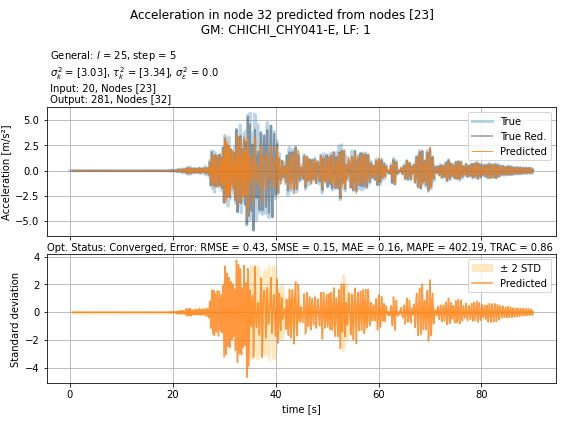 Acceleration in node 32 predicted from nodes [23]
GM: CHICHI_CHY041-E, LF: 1
General: l = 25, step = 5
σ²ₖ = [3.03], τ²ₖ = [3.34], σ²ε = 0.0
Input: 20, Nodes [23]
Output: 281, Nodes [32]
Acceleration [m/s²]
5.0
2.5
0.0
−2.5
−5.0
True
True Red.
Predicted
Opt. Status: Converged, Error: RMSE = 0.43, SMSE = 0.15, MAE = 0.16, MAPE = 402.19, TRAC = 0.86
Standard deviation
4
2
0
−2
−4
± 2 STD
Predicted
0 20 40 60 80
time [s]